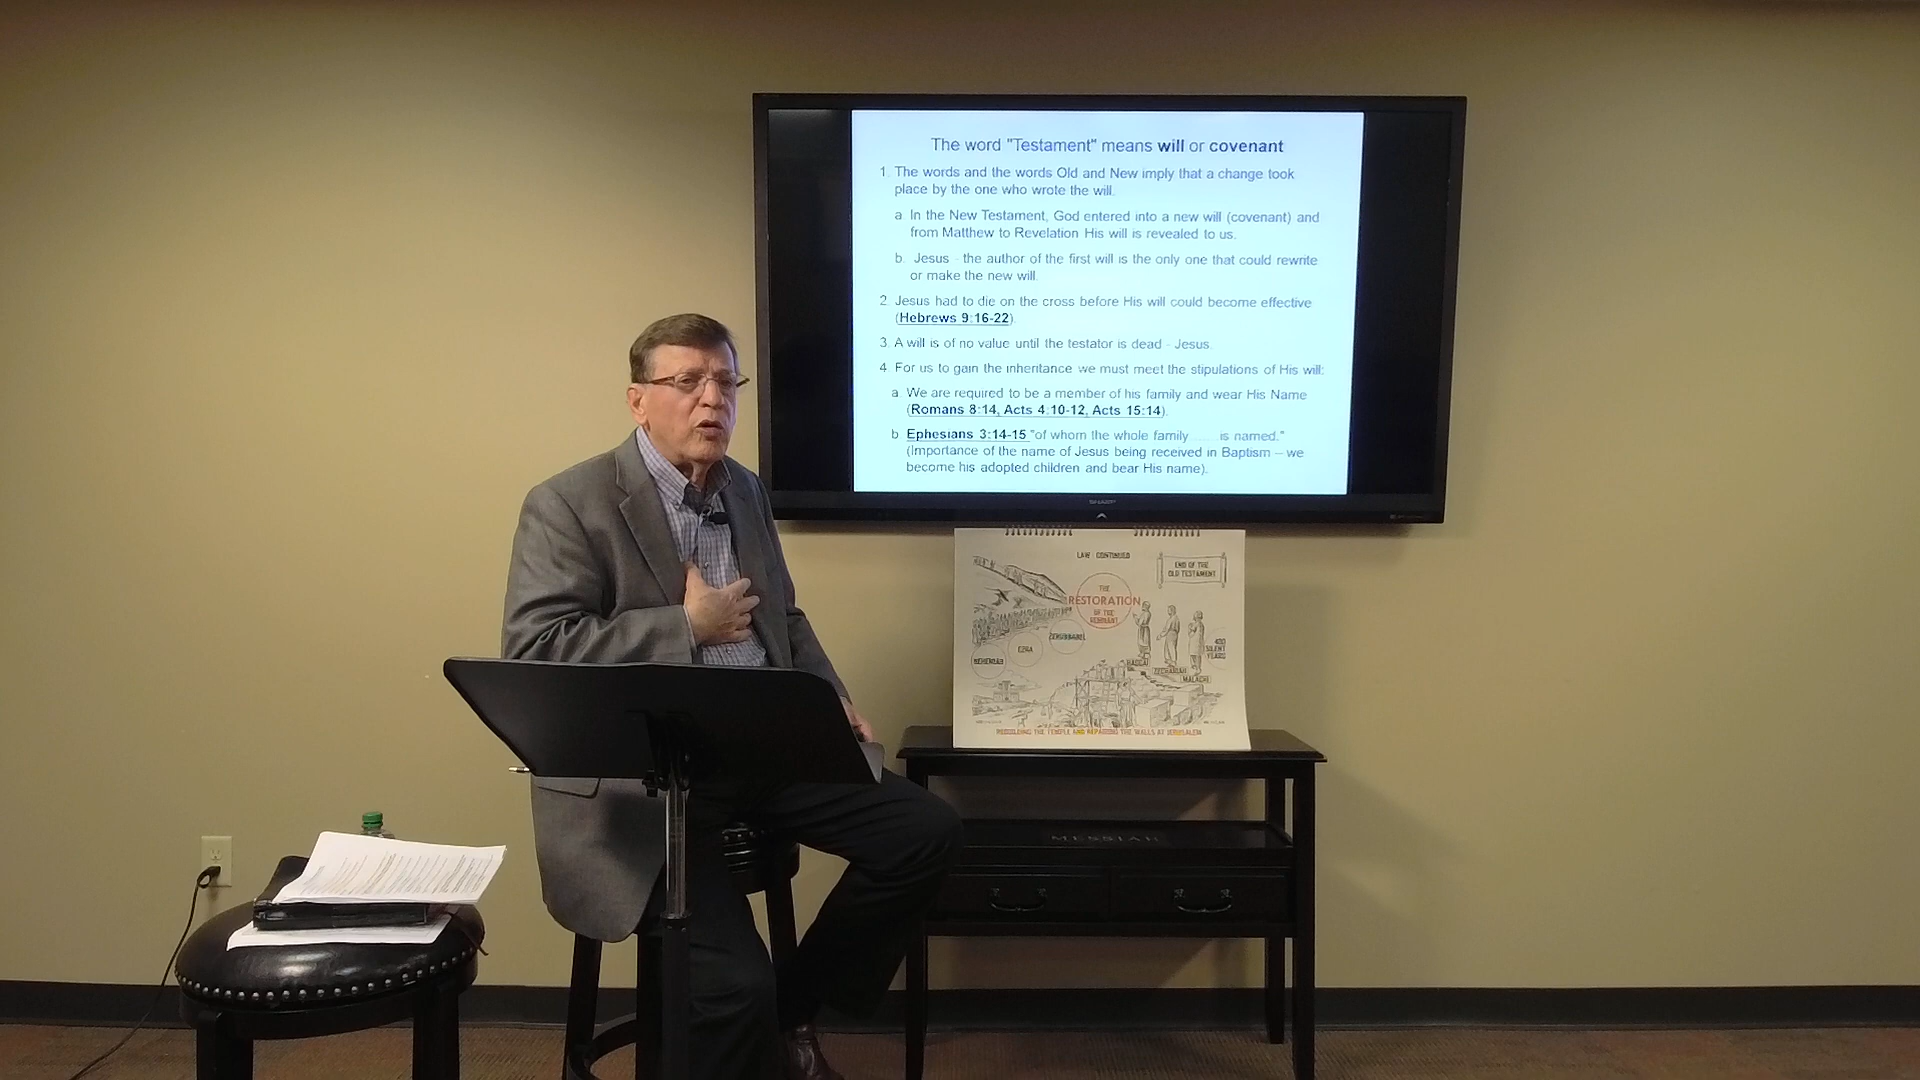 The word "Testament" means will or covenant
1. The words and the words Old and New imply that a change took
place by the one who wrote the will.
a. In the New Testament, God entered into a new will (covenant) and
from Matthew to Revelation His will is revealed to us.
b. Jesus - the author of the first will is the only one that could rewrite
or make the new will.
2. Jesus had to die on the cross before His will could become effective
(Hebrews 9:16-22).
3. A will is of no value until the testator is dead - Jesus.
4. For us to gain the inheritance we must meet the stipulations of His will:
a. We are required to be a member of his family and wear His Name
(Romans 8:14, Acts 4:10-12, Acts 15:14).
b. Ephesians 3:14-15 "of whom the whole family ...... is named."
(Importance of the name of Jesus being received in Baptism – we
become his adopted children and bear His name).
SHARP
LAW CONTINUED
END OF THE
OLD TESTAMENT
THE
RESTORATION
OF THE
REMNANT
ZERUBBABEL
EZRA
NEHEMIAH
400
SILENT
YEARS
HAGGAI
ZECHARIAH
MALACHI
REBUILDING THE TEMPLE AND REPAIRING THE WALLS AT JERUSALEM
MESSIAH